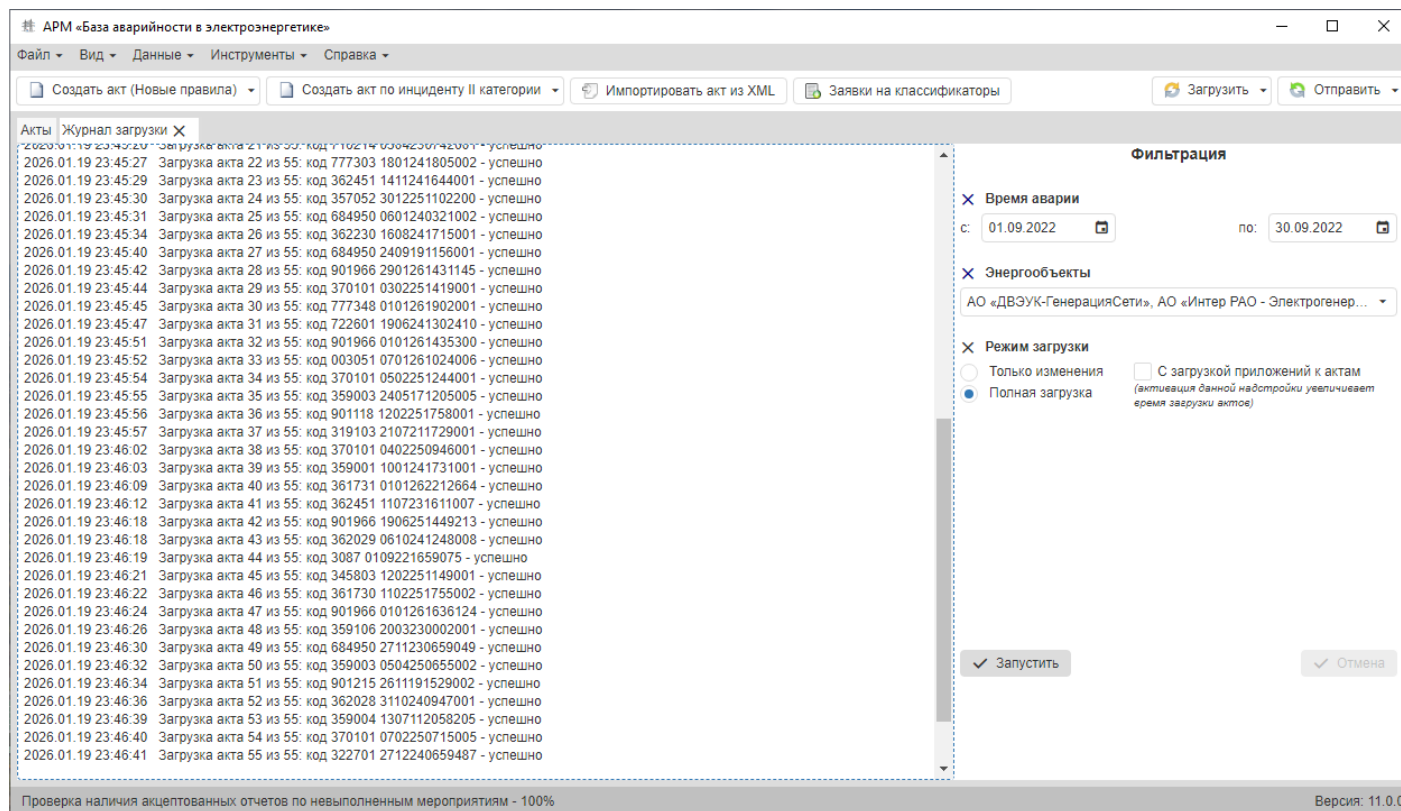 АРМ «База аварийности в электроэнергетике»
Файл Вид Данные Инструменты Справка
Создать акт (Новые правила) Создать акт по инциденту II категории Импортировать акт из XML Заявки на классификаторы Загрузить Отправить
Акты Журнал загрузки
2026.01.19 23:45:27 Загрузка акта 22 из 55: код 777303 1801241805002 - успешно
2026.01.19 23:45:29 Загрузка акта 23 из 55: код 362451 1411241644001 - успешно
2026.01.19 23:45:30 Загрузка акта 24 из 55: код 357052 3012251102200 - успешно
2026.01.19 23:45:31 Загрузка акта 25 из 55: код 684950 0601240321002 - успешно
2026.01.19 23:45:34 Загрузка акта 26 из 55: код 362230 1608241715001 - успешно
2026.01.19 23:45:40 Загрузка акта 27 из 55: код 684950 2409191156001 - успешно
2026.01.19 23:45:42 Загрузка акта 28 из 55: код 901966 2901261431145 - успешно
2026.01.19 23:45:44 Загрузка акта 29 из 55: код 370101 0302251419001 - успешно
2026.01.19 23:45:45 Загрузка акта 30 из 55: код 777348 0101261902001 - успешно
2026.01.19 23:45:47 Загрузка акта 31 из 55: код 722601 1906241302410 - успешно
2026.01.19 23:45:51 Загрузка акта 32 из 55: код 901966 0101261435300 - успешно
2026.01.19 23:45:52 Загрузка акта 33 из 55: код 003051 0701261024006 - успешно
2026.01.19 23:45:54 Загрузка акта 34 из 55: код 370101 0502251244001 - успешно
2026.01.19 23:45:55 Загрузка акта 35 из 55: код 359003 2405171205005 - успешно
2026.01.19 23:45:56 Загрузка акта 36 из 55: код 901118 1202251758001 - успешно
2026.01.19 23:45:57 Загрузка акта 37 из 55: код 319103 2107211729001 - успешно
2026.01.19 23:46:02 Загрузка акта 38 из 55: код 370101 0402250946001 - успешно
2026.01.19 23:46:03 Загрузка акта 39 из 55: код 359001 1001241731001 - успешно
2026.01.19 23:46:09 Загрузка акта 40 из 55: код 361731 0101262212664 - успешно
2026.01.19 23:46:12 Загрузка акта 41 из 55: код 362451 1107231611007 - успешно
2026.01.19 23:46:18 Загрузка акта 42 из 55: код 901966 1906251449213 - успешно
2026.01.19 23:46:18 Загрузка акта 43 из 55: код 362029 0610241248008 - успешно
2026.01.19 23:46:19 Загрузка акта 44 из 55: код 3087 0109221659075 - успешно
2026.01.19 23:46:21 Загрузка акта 45 из 55: код 345803 1202251149001 - успешно
2026.01.19 23:46:22 Загрузка акта 46 из 55: код 361730 1102251755002 - успешно
2026.01.19 23:46:24 Загрузка акта 47 из 55: код 901966 0101261636124 - успешно
2026.01.19 23:46:26 Загрузка акта 48 из 55: код 359106 2003230002001 - успешно
2026.01.19 23:46:30 Загрузка акта 49 из 55: код 684950 2711230659049 - успешно
2026.01.19 23:46:32 Загрузка акта 50 из 55: код 359003 0504250655002 - успешно
2026.01.19 23:46:34 Загрузка акта 51 из 55: код 901215 2611191529002 - успешно
2026.01.19 23:46:36 Загрузка акта 52 из 55: код 362028 3110240947001 - успешно
2026.01.19 23:46:39 Загрузка акта 53 из 55: код 359004 1307112058205 - успешно
2026.01.19 23:46:40 Загрузка акта 54 из 55: код 370101 0702250715005 - успешно
2026.01.19 23:46:41 Загрузка акта 55 из 55: код 322701 2712240659487 - успешно
Фильтрация
Время аварии
с: 01.09.2022 по: 30.09.2022
Энергообъекты
АО «ДВЭУК-ГенерацияСети», АО «Интер РАО - Электрогенер...
Режим загрузки
Только изменения С загрузкой приложений к актам
Полная загрузка (активация данной надстройки увеличивает
время загрузки актов)
Запустить Отмена
Проверка наличия акцептованных отчетов по невыполненным мероприятиям - 100% Версия: 11.0.0